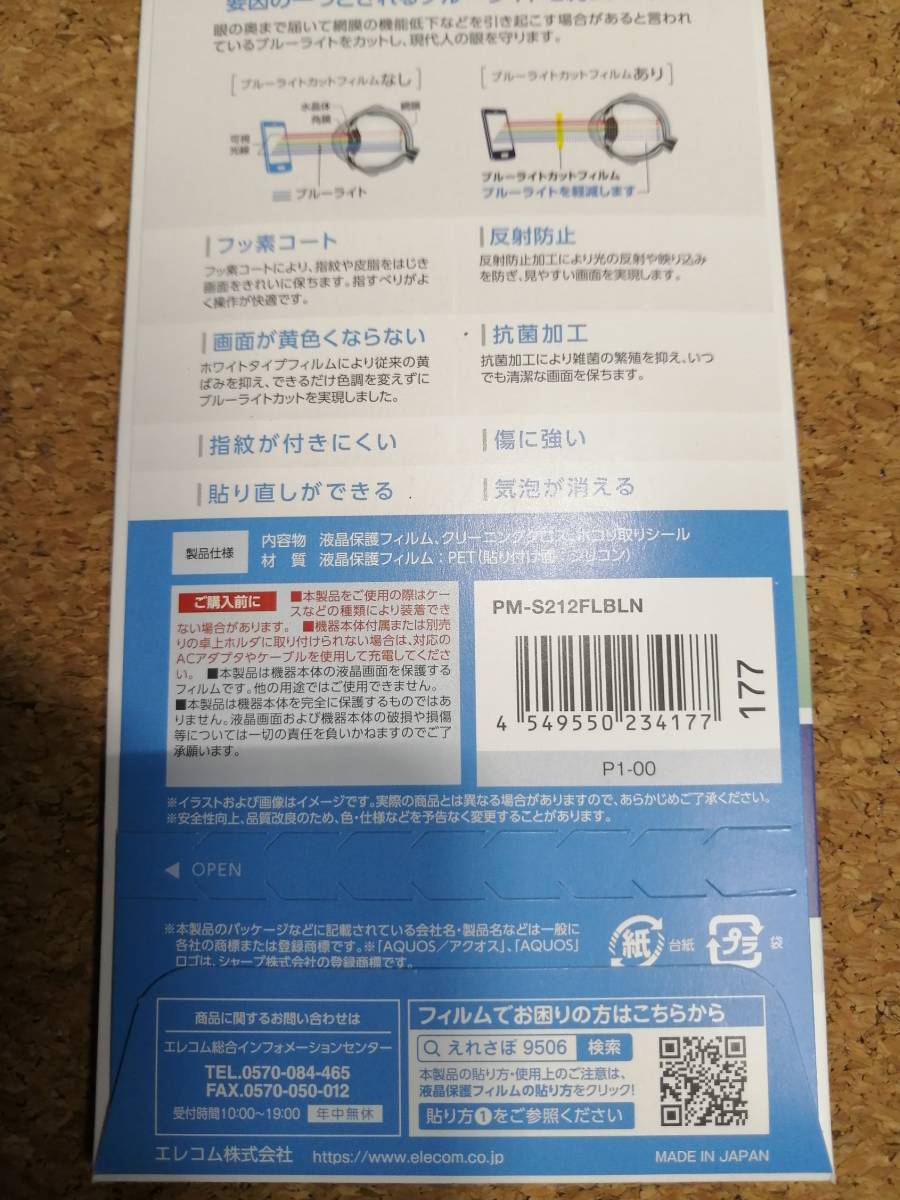 眼の奥まで届いて網膜の機能低下などを引き起こす場合があると言われ
ているブルーライトをカットし、現代人の眼を守ります。
[ブルーライトカットフィルムなし]
水晶体
角膜
網膜
可視
光線
ブルーライト
[ブルーライトカットフィルムあり]
ブルーライトカットフィルム
ブルーライトを軽減します
フッ素コート
フッ素コートにより、指紋や皮脂をはじき
画面をきれいに保ちます。指すべりがよ
く操作が快適です。
反射防止
反射防止加工により光の反射や映り込み
を防ぎ、見やすい画面を実現します。
画面が黄色くならない
ホワイトタイプフィルムにより従来の黄
ばみを抑え、できるだけ色調を変えずに
ブルーライトカットを実現しました。
抗菌加工
抗菌加工により雑菌の繁殖を抑え、いつ
でも清潔な画面を保ちます。
指紋が付きにくい
傷に強い
貼り直しができる
気泡が消える
製品仕様
内容物 液晶保護フィルム、クリーニングクロス、ホコリ取りシール
材 質 液晶保護フィルム:PET(貼り付け面:シリコン)
ご購入前に
■本製品をご使用の際はケー
スなどの種類により装着でき
ない場合があります。■機器本体付属または別売
りの卓上ホルダに取り付けられない場合は、対応の
ACアダプタやケーブルを使用して充電してくださ
い。■本製品は機器本体の液晶画面を保護する
フィルムです。他の用途ではご使用できません。
■本製品は機器本体を完全に保護するものではあ
りません。液晶画面および機器本体の破損や損傷
等については一切の責任を負いかねますのでご了
承願います。
PM-S212FLBLN
4 549550 234177
177
P1-00
※イラストおよび画像はイメージです。実際の商品とは異なる場合がありますので、あらかじめご了承ください。
※安全性向上、品質改良のため、色・仕様などを予告なく変更することがあります。
◀ OPEN
※本製品のパッケージなどに記載されている会社名・製品名などは一般に
各社の商標または登録商標です。※「AQUOS/アクオス」、「AQUOS」
ロゴは、シャープ株式会社の登録商標です。
紙 台紙
プラ 袋
商品に関するお問い合わせは
エレコム総合インフォメーションセンター
TEL.0570-084-465
FAX.0570-050-012
受付時間10:00~19:00 年中無休
フィルムでお困りの方はこちらから
えれさぽ 9506 検索
本製品の貼り方・使用上のご注意は、
液晶保護フィルムの貼り方をクリック!
貼り方❶をご参照ください
エレコム株式会社 https://www.elecom.co.jp
MADE IN JAPAN